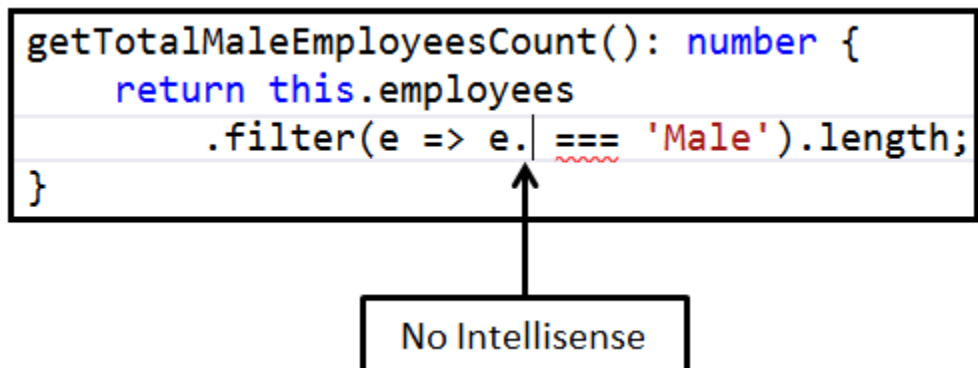 getTotalMaleEmployeesCount(): number {
return this.employees
.filter(e => e. === 'Male').length;
}
No Intellisense